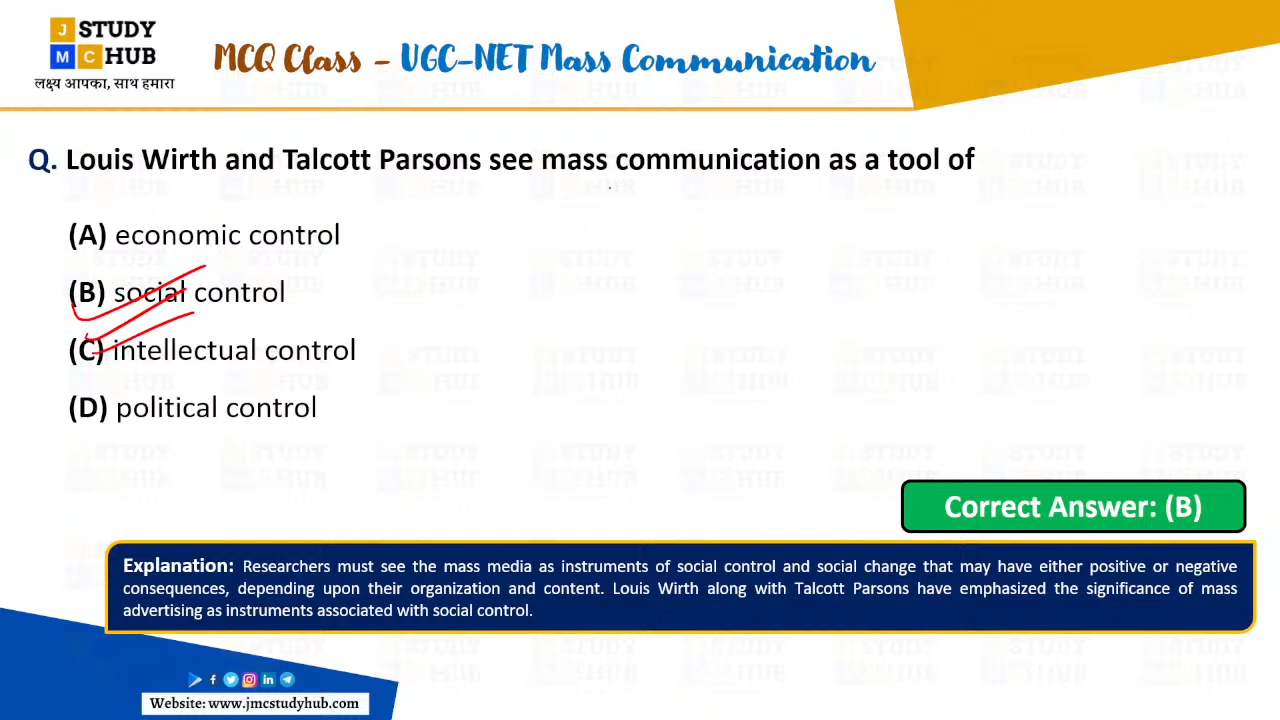 J STUDY
M C HUB
लक्ष्य आपका, साथ हमारा
MCQ Class - UGC-NET Mass Communication
Q. Louis Wirth and Talcott Parsons see mass communication as a tool of
(A) economic control
(B) social control
(C) intellectual control
(D) political control
Correct Answer: (B)
Explanation: Researchers must see the mass media as instruments of social control and social change that may have either positive or negative
consequences, depending upon their organization and content. Louis Wirth along with Talcott Parsons have emphasized the significance of mass
advertising as instruments associated with social control.
Website: www.jmcstudyhub.com